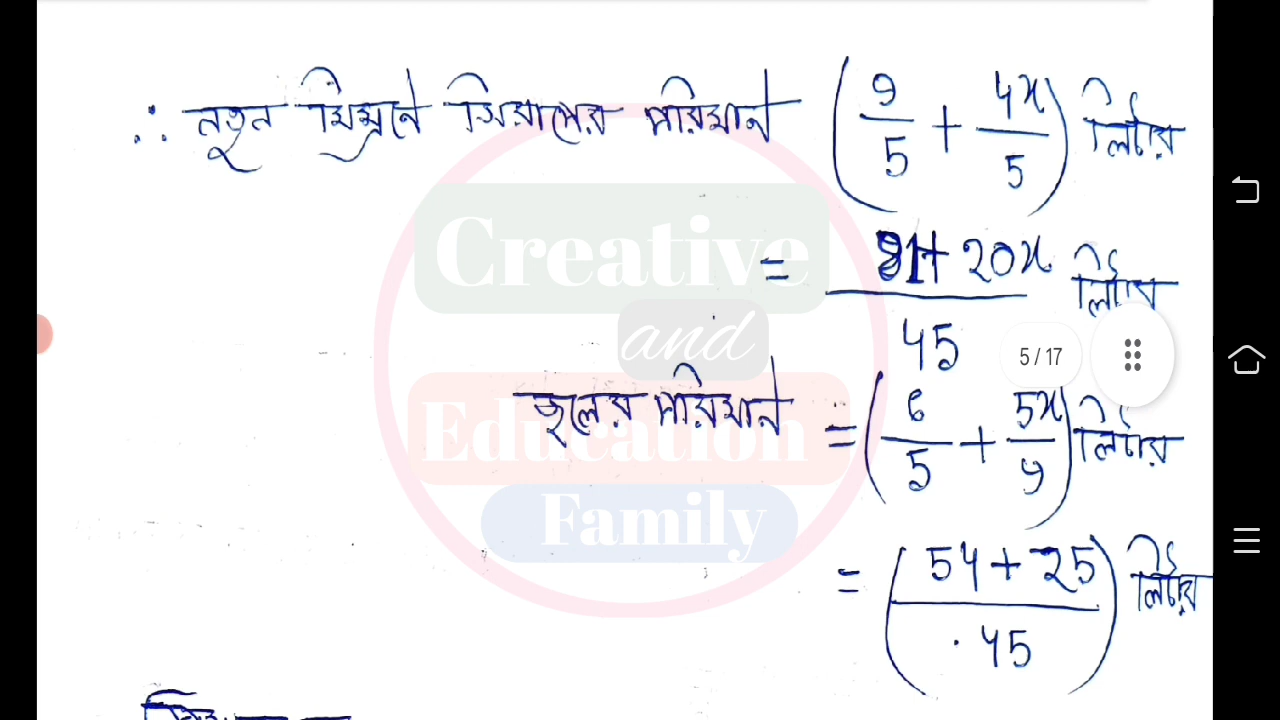 ∴ নতুন মিশ্রনে সিরাপের পরিমান (9/5 + 4x/5) লিটার
= 81+ 20x / 45 লিটার
জলের পরিমান = (6/5 + 5x/9) লিটার
= (54 + 25 / 45) লিটার
Creative
and
Education
Family
5 / 17